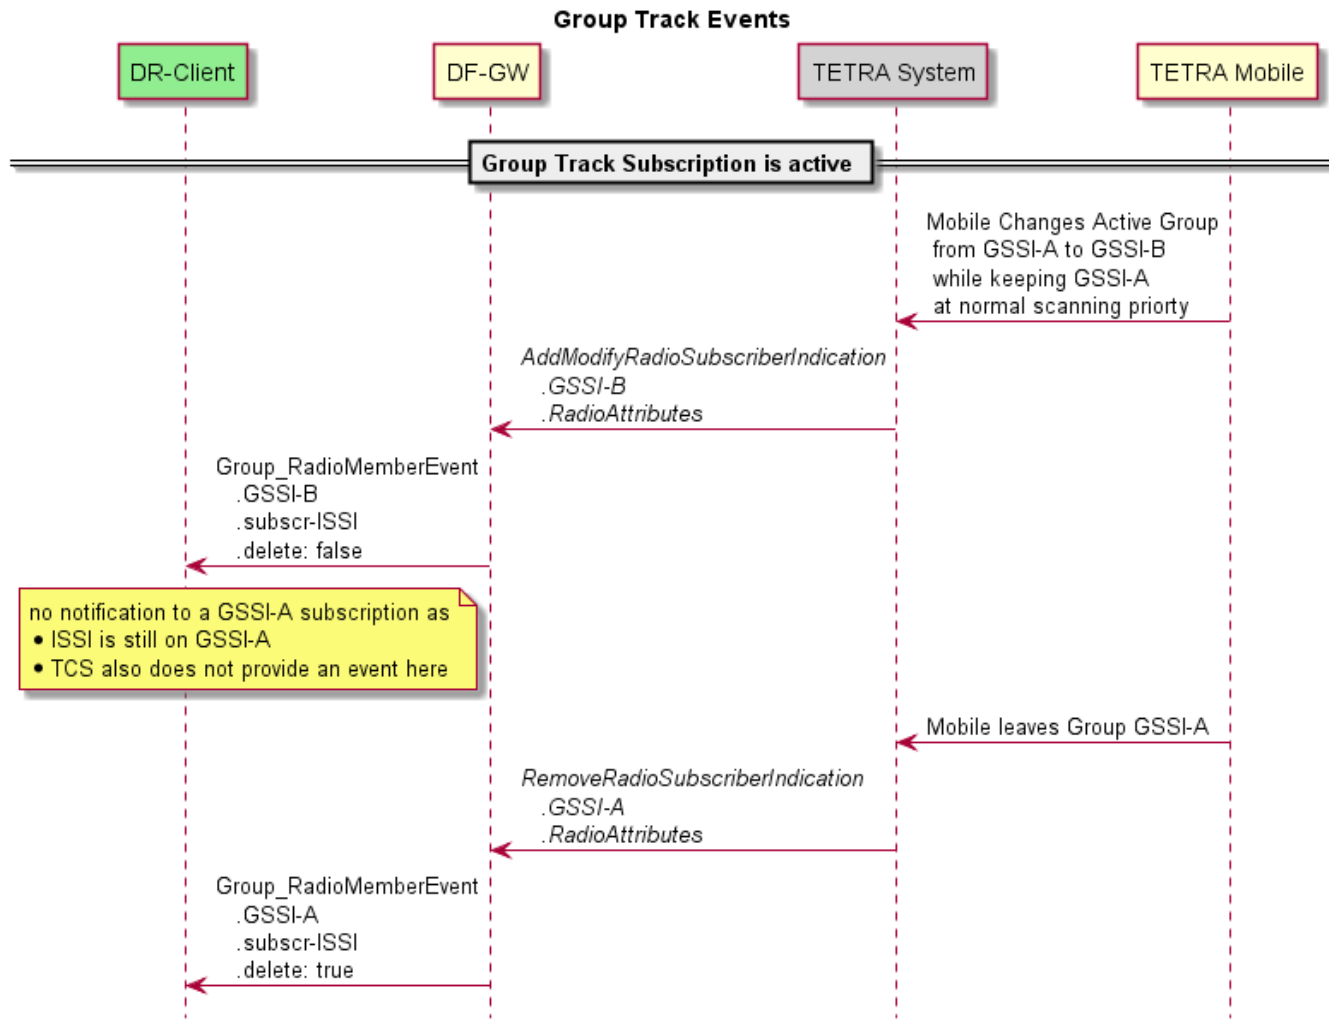 Group Track Events
DR-Client
DF-GW
TETRA System
TETRA Mobile
Group Track Subscription is active
Mobile Changes Active Group
from GSSI-A to GSSI-B
while keeping GSSI-A
at normal scanning priorty
AddModifyRadioSubscriberIndication
.GSSI-B
.RadioAttributes
Group_RadioMemberEvent
.GSSI-B
.subscr-ISSI
.delete: false
no notification to a GSSI-A subscription as
• ISSI is still on GSSI-A
• TCS also does not provide an event here
Mobile leaves Group GSSI-A
RemoveRadioSubscriberIndication
.GSSI-A
.RadioAttributes
Group_RadioMemberEvent
.GSSI-A
.subscr-ISSI
.delete: true